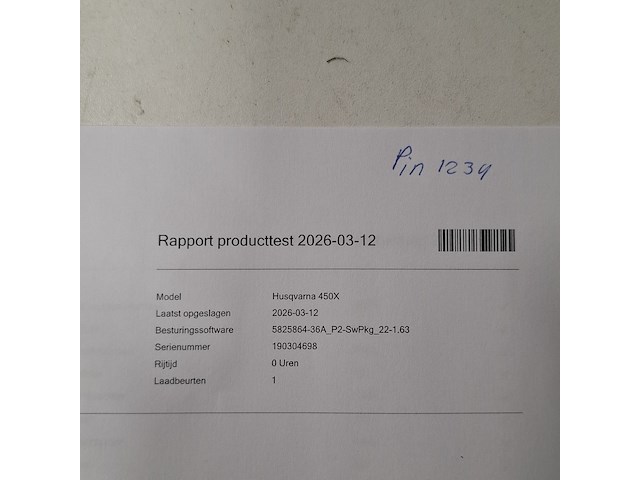 Pin 1234
Rapport producttest 2026-03-12
Model Husqvarna 450X
Laatst opgeslagen 2026-03-12
Besturingssoftware 5825864-36A_P2-SwPkg_22-1.63
Serienummer 190304698
Rijtijd 0 Uren
Laadbeurten 1